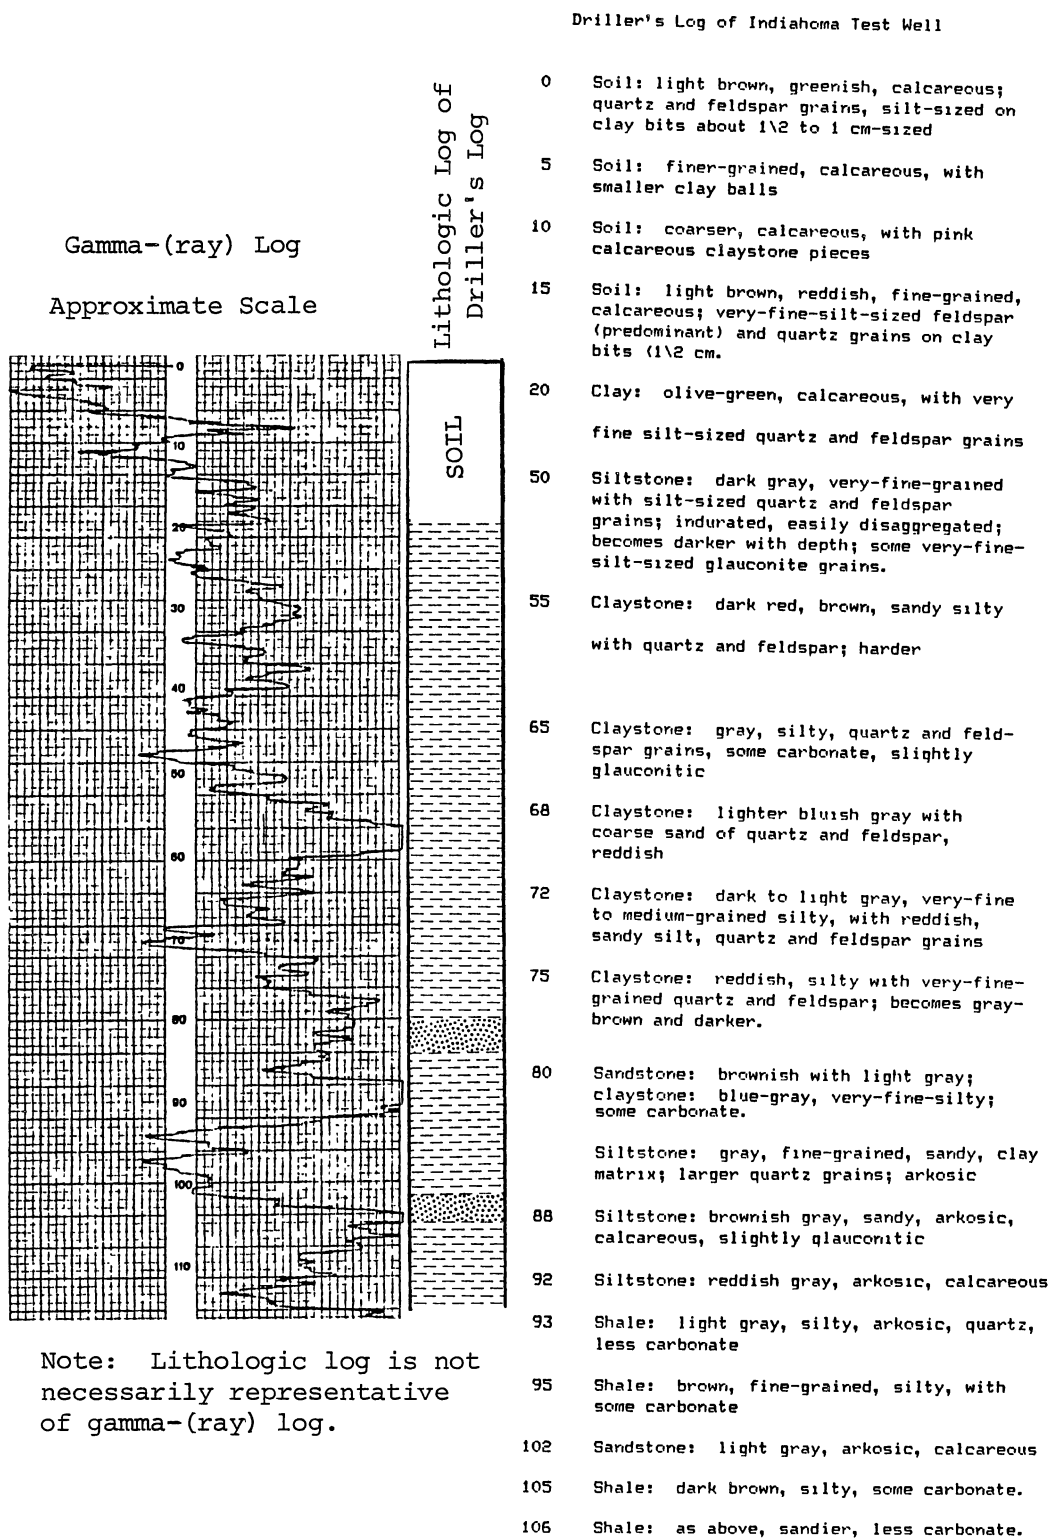 Driller's Log of Indiahoma Test Well
Gamma-(ray) Log
Approximate Scale
Lithologic Log of
Driller's Log
0
10
20
30
40
50
60
70
80
90
100
110
SOIL
Note: Lithologic log is not
necessarily representative
of gamma-(ray) log.
0 Soil: light brown, greenish, calcareous;
quartz and feldspar grains, silt-sized on
clay bits about 1\2 to 1 cm-sized
5 Soil: finer-grained, calcareous, with
smaller clay balls
10 Soil: coarser, calcareous, with pink
calcareous claystone pieces
15 Soil: light brown, reddish, fine-grained,
calcareous; very-fine-silt-sized feldspar
(predominant) and quartz grains on clay
bits (1\2 cm.
20 Clay: olive-green, calcareous, with very
fine silt-sized quartz and feldspar grains
50 Siltstone: dark gray, very-fine-grained
with silt-sized quartz and feldspar
grains; indurated, easily disaggregated;
becomes darker with depth; some very-fine-
silt-sized glauconite grains.
55 Claystone: dark red, brown, sandy silty
with quartz and feldspar; harder
65 Claystone: gray, silty, quartz and feld-
spar grains, some carbonate, slightly
glauconitic
68 Claystone: lighter bluish gray with
coarse sand of quartz and feldspar,
reddish
72 Claystone: dark to light gray, very-fine
to medium-grained silty, with reddish,
sandy silt, quartz and feldspar grains
75 Claystone: reddish, silty with very-fine-
grained quartz and feldspar; becomes gray-
brown and darker.
80 Sandstone: brownish with light gray;
claystone: blue-gray, very-fine-silty;
some carbonate.
Siltstone: gray, fine-grained, sandy, clay
matrix; larger quartz grains; arkosic
88 Siltstone: brownish gray, sandy, arkosic,
calcareous, slightly glauconitic
92 Siltstone: reddish gray, arkosic, calcareous
93 Shale: light gray, silty, arkosic, quartz,
less carbonate
95 Shale: brown, fine-grained, silty, with
some carbonate
102 Sandstone: light gray, arkosic, calcareous
105 Shale: dark brown, silty, some carbonate.
106 Shale: as above, sandier, less carbonate.